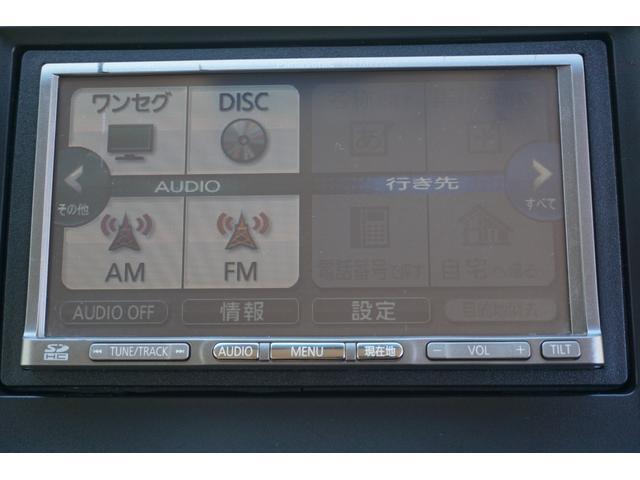 ワンセグ DISC
AUDIO 行き先
その他 すべて
AM FM 電話番号で探す 自宅へ帰る
AUDIO OFF 情報 設定
SD HC TUNE/TRACK AUDIO MENU 現在地 − VOL + TILT